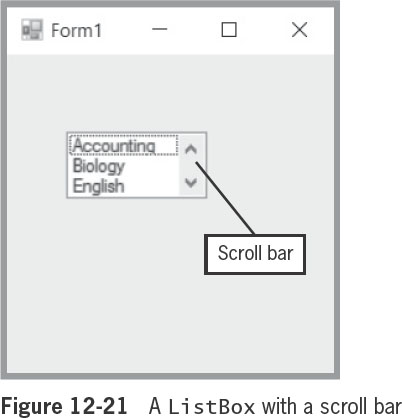 Form1
Accounting
Biology
English
Scroll bar
Figure 12-21 A ListBox with a scroll bar